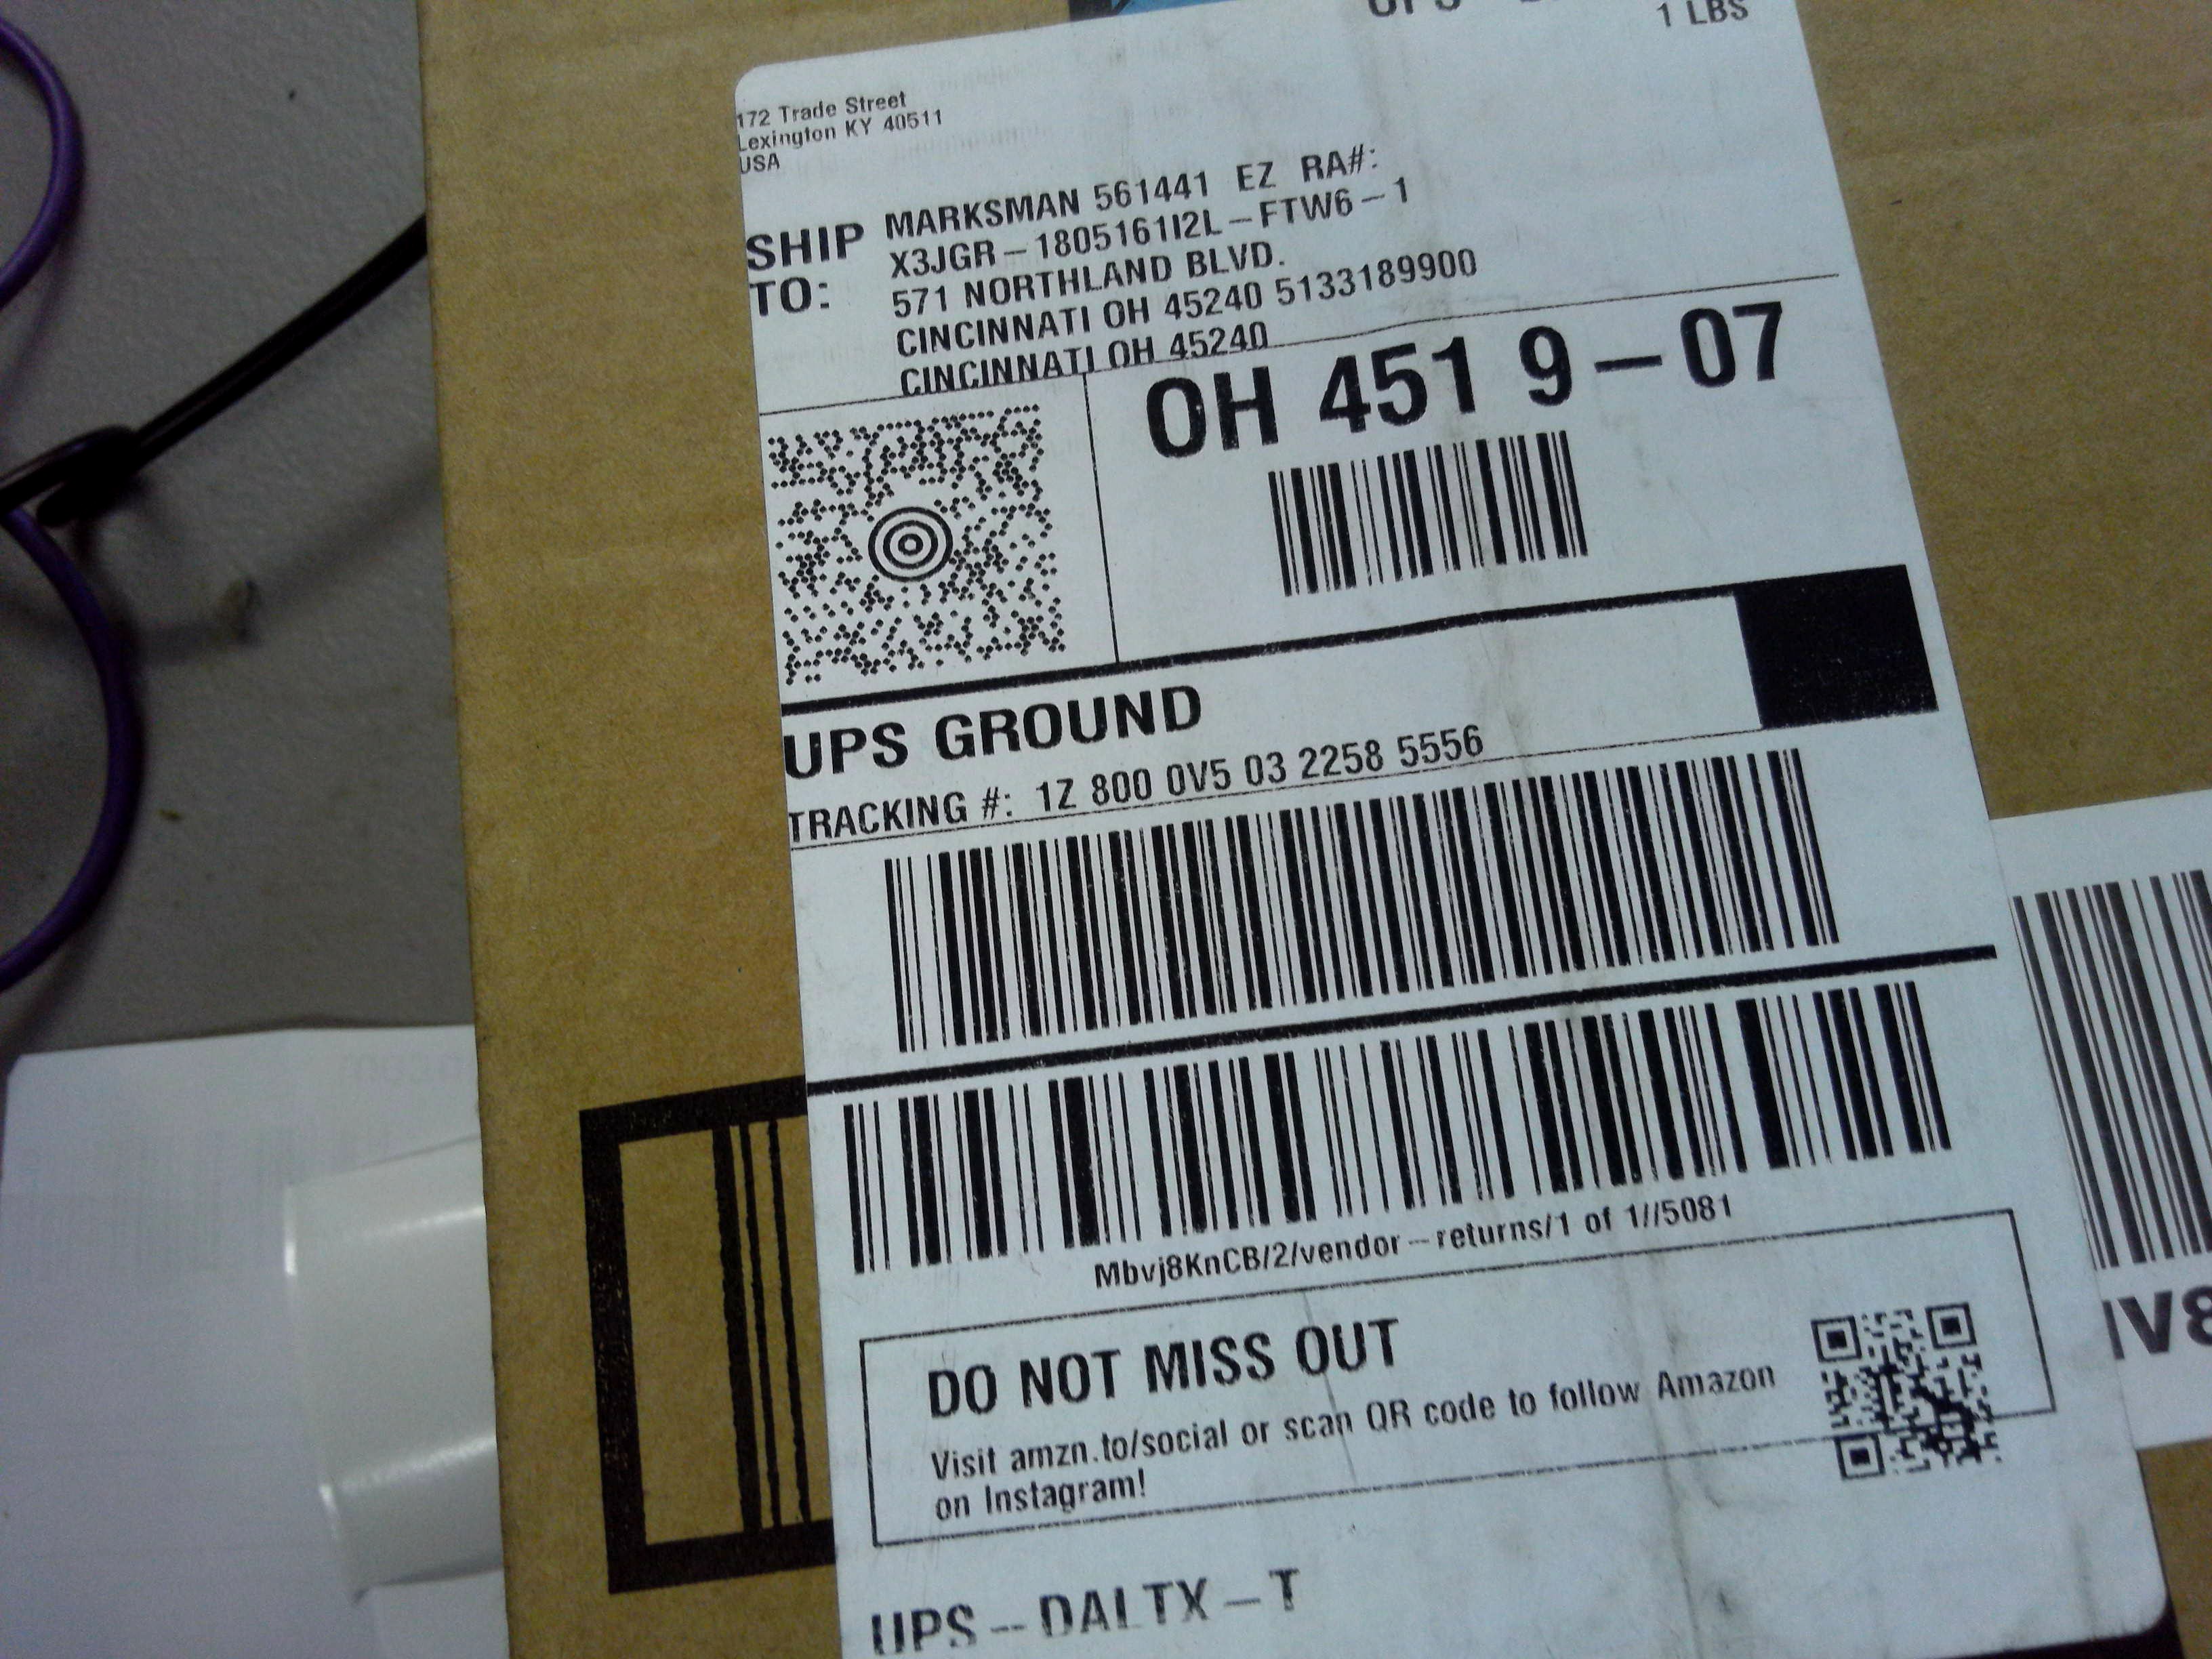 1 LBS
172 Trade Street
Lexington KY 40511
USA
SHIP TO:
MARKSMAN 561441 EZ RA#:
X3JGR-180516112L-FTW6-1
571 NORTHLAND BLVD.
CINCINNATI OH 45240 5133189900
CINCINNATI OH 45240
OH 451 9-07
UPS GROUND
TRACKING #: 1Z 800 0V5 03 2258 5556
Mbvj8KnCB/2/vendor-returns/1 of 1//5081
DO NOT MISS OUT
Visit amzn.to/social or scan QR code to follow Amazon
on Instagram!
UPS-DALTX-T